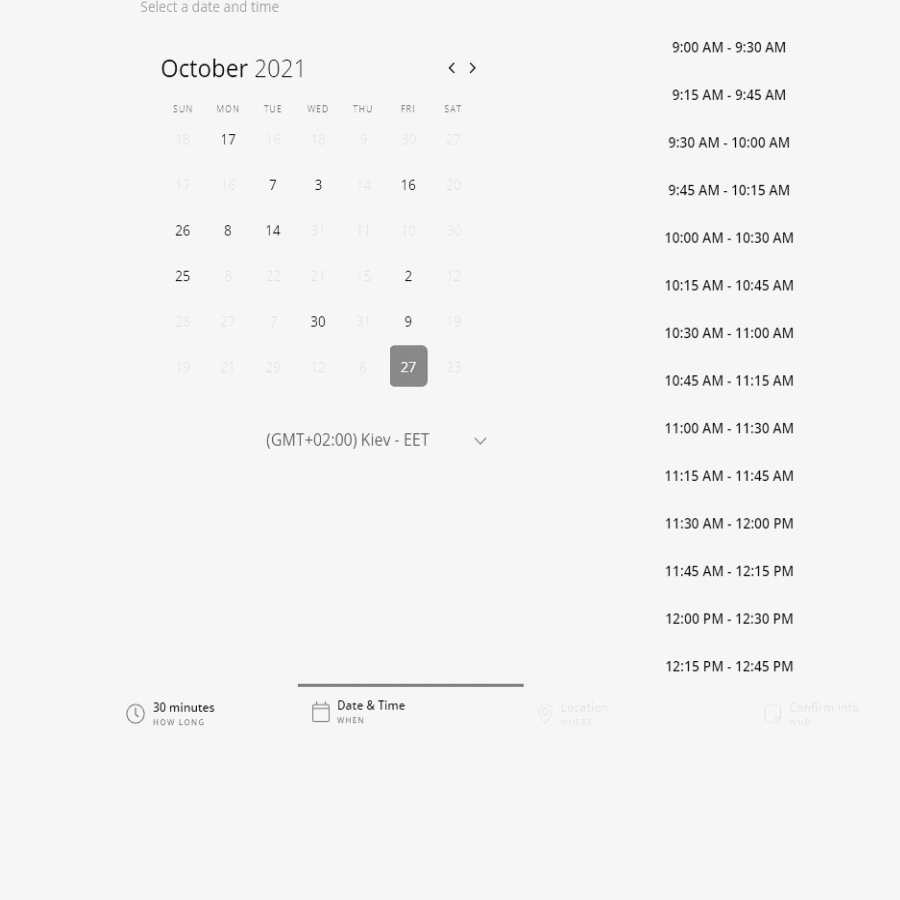 Select a date and time
October 2021
SUN MON TUE WED THU FRI SAT
18 17 16 18 9 30 27
17 16 7 3 14 16 20
26 8 14 31 11 10 30
25 8 22 21 15 2 12
28 27 7 30 31 9 19
19 21 29 12 6 27 23
(GMT+02:00) Kiev - EET
9:00 AM - 9:30 AM
9:15 AM - 9:45 AM
9:30 AM - 10:00 AM
9:45 AM - 10:15 AM
10:00 AM - 10:30 AM
10:15 AM - 10:45 AM
10:30 AM - 11:00 AM
10:45 AM - 11:15 AM
11:00 AM - 11:30 AM
11:15 AM - 11:45 AM
11:30 AM - 12:00 PM
11:45 AM - 12:15 PM
12:00 PM - 12:30 PM
12:15 PM - 12:45 PM
30 minutes
HOW LONG
Date & Time
WHEN
Location
WHERE
Confirm Info
WHO